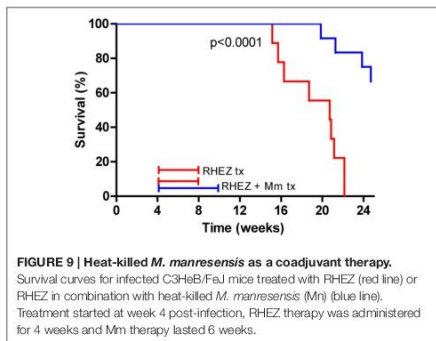 100
80
60
40
20
0
Survival (%)
p<0.0001
RHEZ tx
RHEZ + Mm tx
0 4 8 12 16 20 24
Time (weeks)
FIGURE 9 | Heat-killed M. manresensis as a coadjuvant therapy.
Survival curves for infected C3HeB/FeJ mice treated with RHEZ (red line) or
RHEZ in combination with heat-killed M. manresensis (Mn) (blue line).
Treatment started at week 4 post-infection, RHEZ therapy was administered
for 4 weeks and Mm therapy lasted 6 weeks.